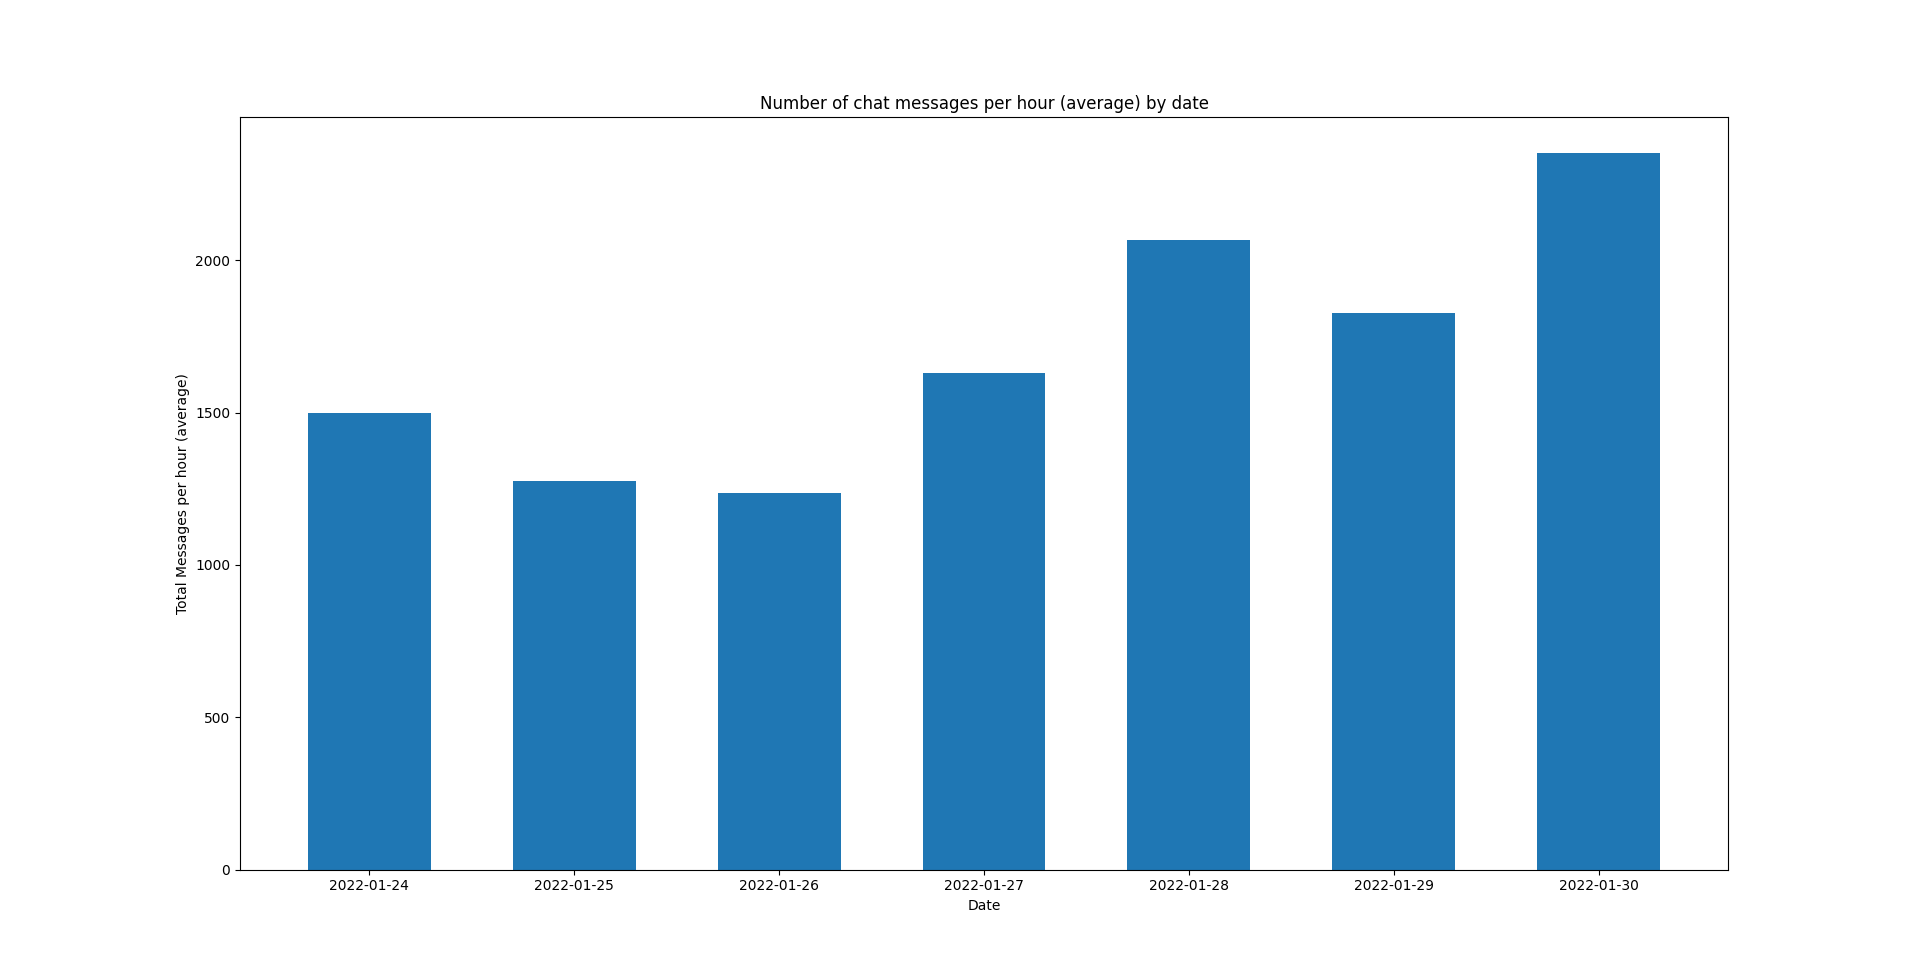 Number of chat messages per hour (average) by date
Total Messages per hour (average)
2000
1500
1000
500
0
2022-01-24 2022-01-25 2022-01-26 2022-01-27 2022-01-28 2022-01-29 2022-01-30
Date